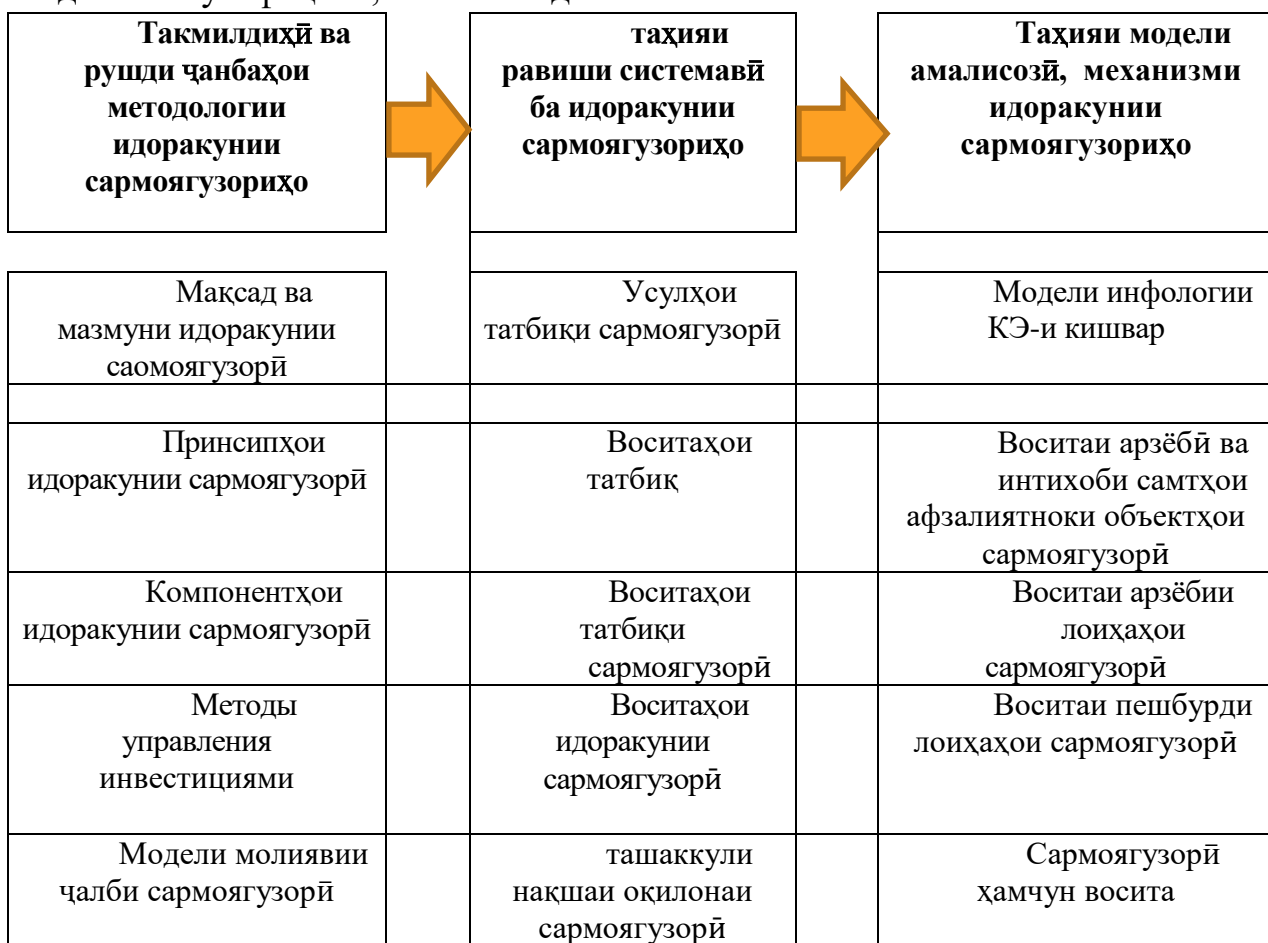 Такмилдиҳӣ ва
рушди ҷанбаҳои
методологии
идоракунии
сармоягузориҳо
таҳияи
равиши системавӣ
ба идоракунии
сармоягузориҳо
Таҳияи модели
амалисозӣ, механизми
идоракунии
сармоягузориҳо
Мақсад ва
мазмуни идоракунии
саомоягузорӣ
Усулҳои
татбиқи сармоягузорӣ
Модели инфологии
КЭ-и кишвар
Принсипҳои
идоракунии сармоягузорӣ
Воситаҳои
татбиқ
Воситаи арзёбӣ ва
интихоби самтҳои
афзалиятноки объектҳои
сармоягузорӣ
Компонентҳои
идоракунии сармоягузорӣ
Воситаҳои
татбиқи
сармоягузорӣ
Воситаи арзёбии
лоиҳаҳои
сармоягузорӣ
Методы
управления
инвестициями
Воситаҳои
идоракунии
сармоягузорӣ
Воситаи пешбурди
лоиҳаҳои сармоягузорӣ
Модели молиявии
ҷалби сармоягузорӣ
ташаккули
нақшаи оқилонаи
сармоягузорӣ
Сармоягузорӣ
ҳамчун восита